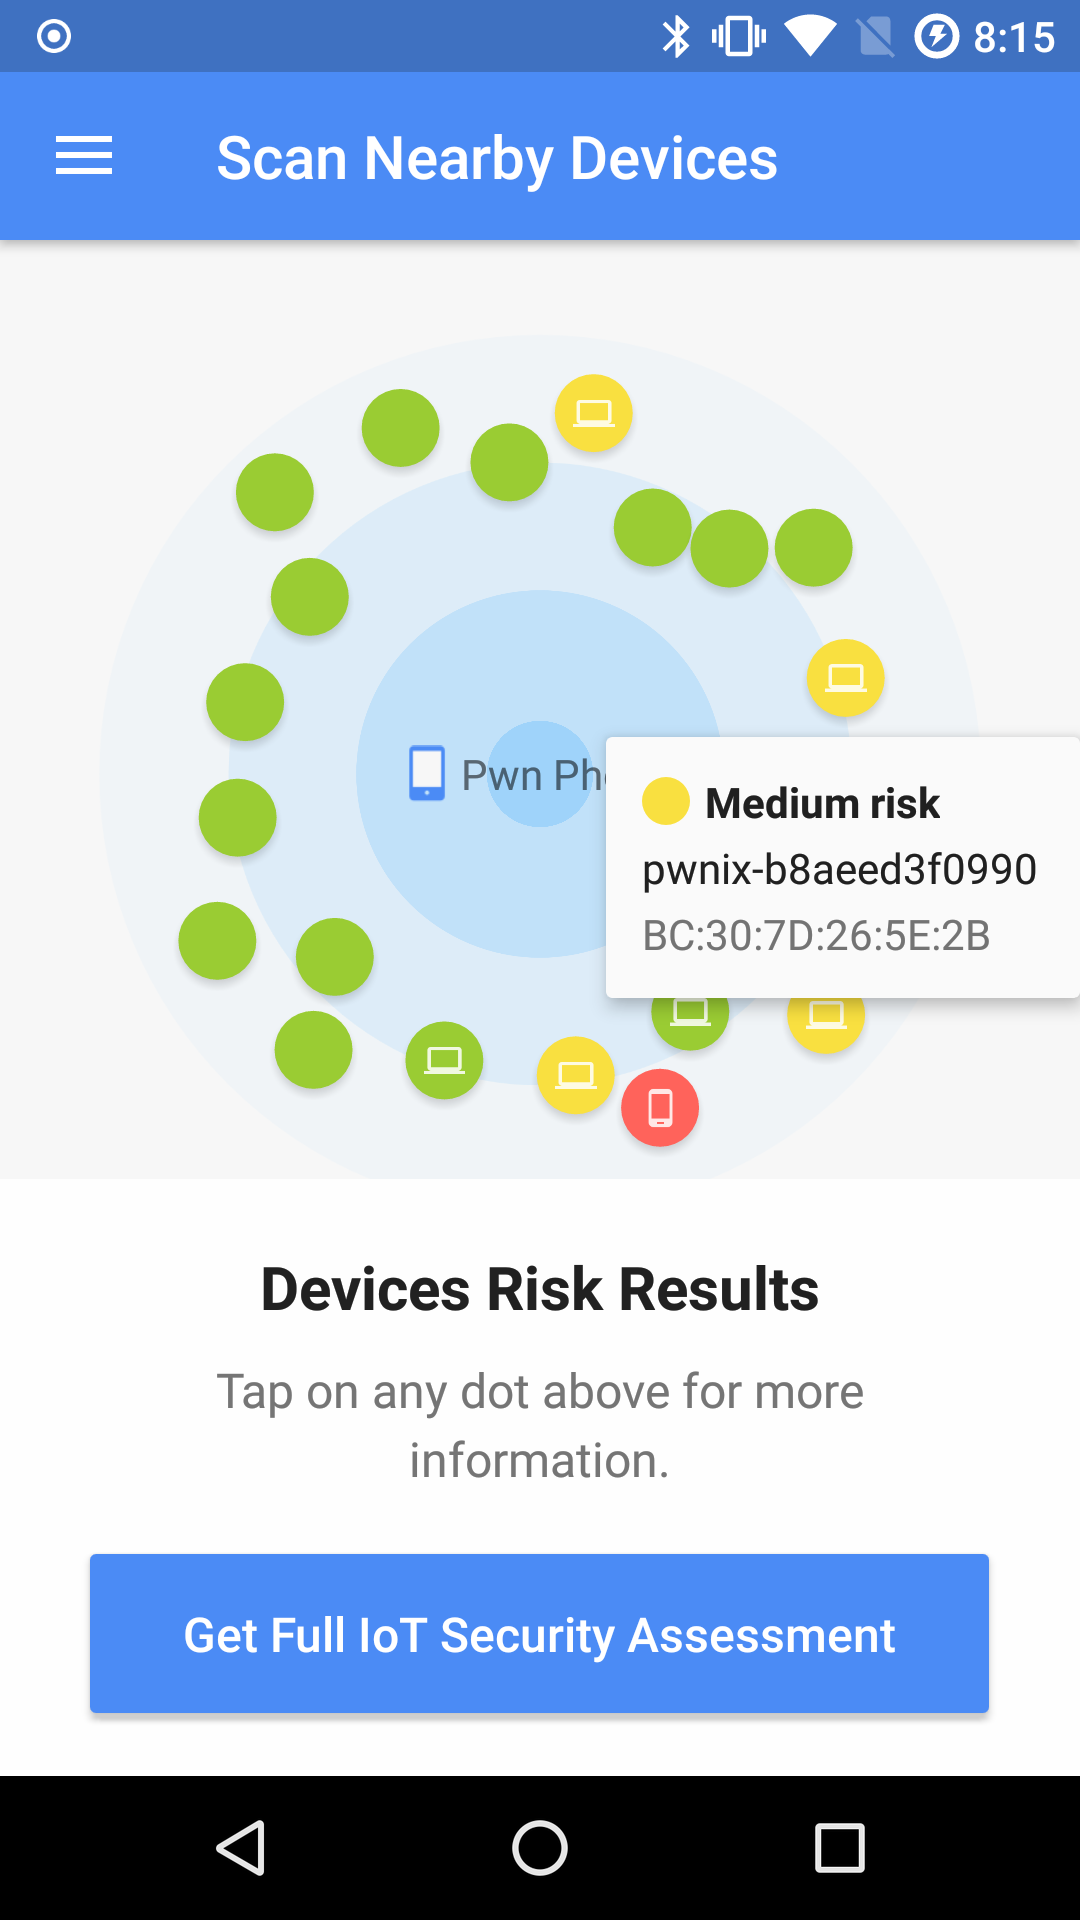 8:15
Scan Nearby Devices
Pwn Ph
Medium risk
pwnix-b8aeed3f0990
BC:30:7D:26:5E:2B
Devices Risk Results
Tap on any dot above for more
information.
Get Full IoT Security Assessment